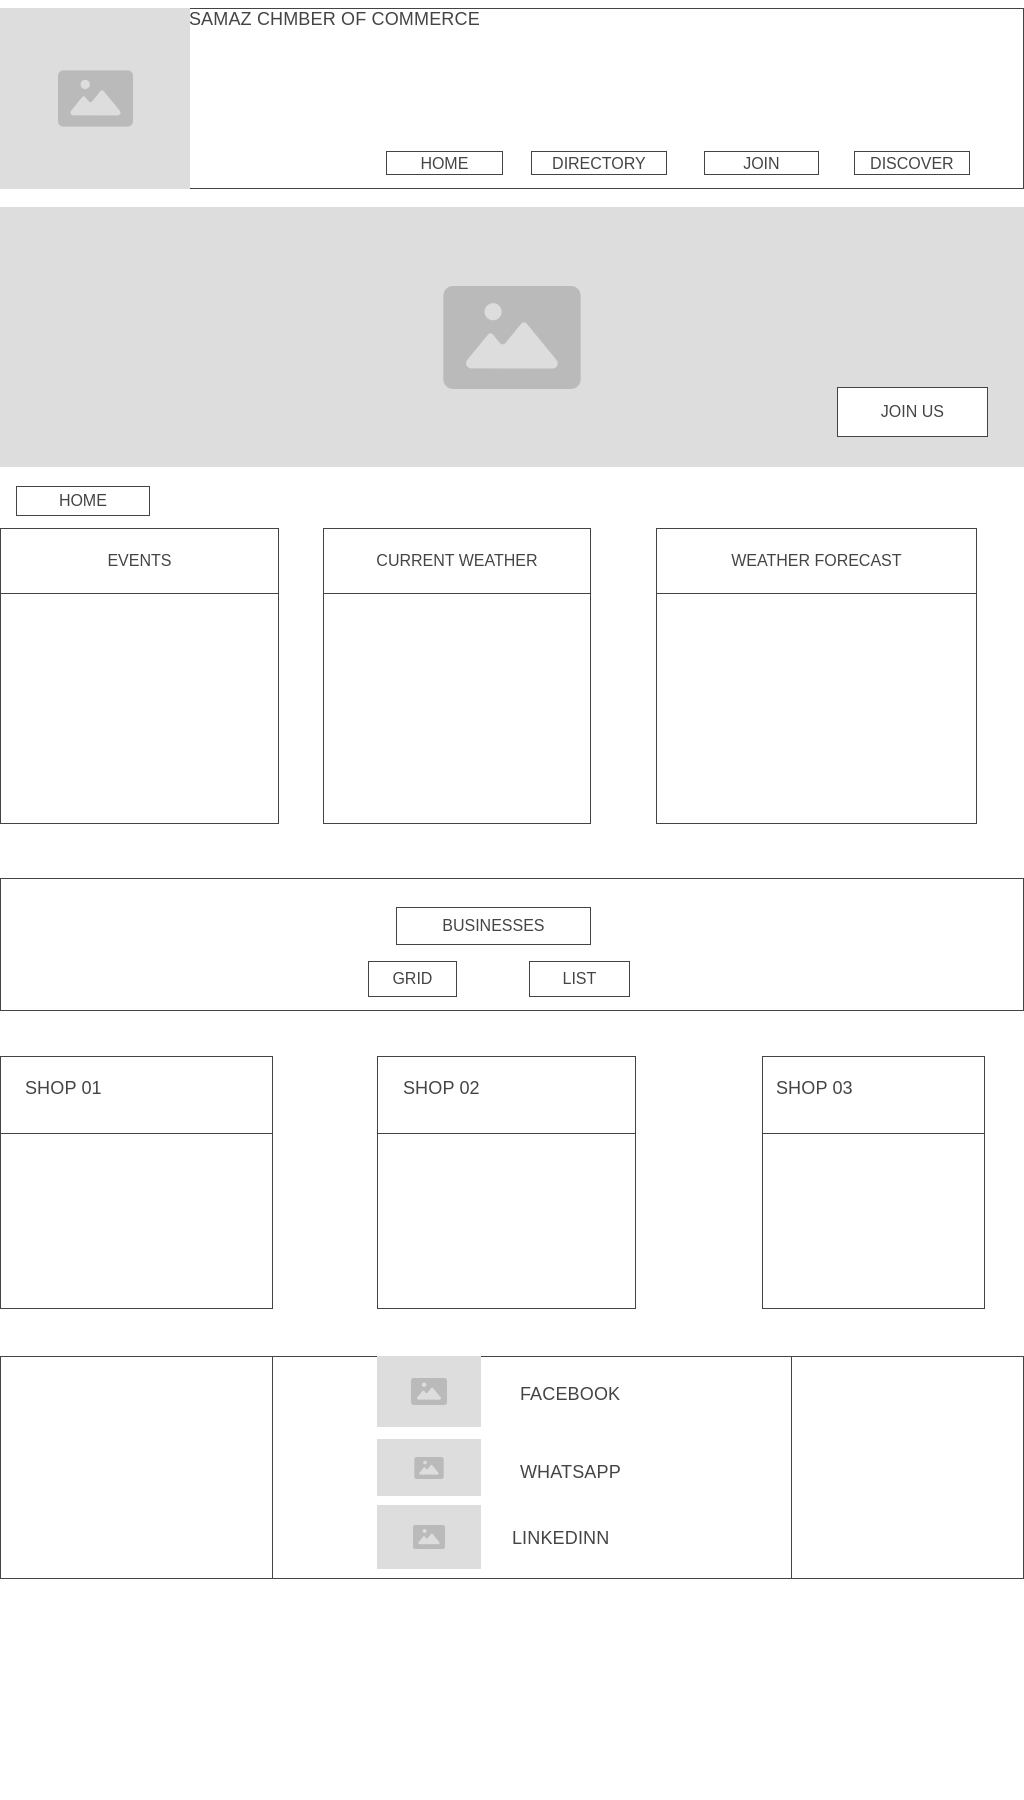 SAMAZ CHMBER OF COMMERCE
HOME
DIRECTORY
JOIN
DISCOVER
JOIN US
HOME
EVENTS
CURRENT WEATHER
WEATHER FORECAST
BUSINESSES
GRID
LIST
SHOP 01
SHOP 02
SHOP 03
FACEBOOK
WHATSAPP
LINKEDINN